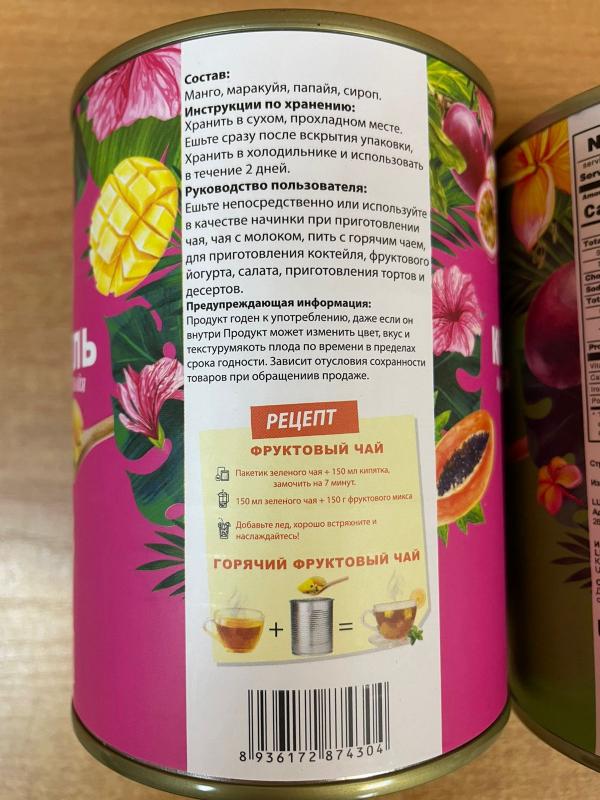 Состав:
Манго, маракуйя, папайя, сироп.
Инструкции по хранению:
Хранить в сухом, прохладном месте.
Ешьте сразу после вскрытия упаковки,
Хранить в холодильнике и использовать
в течение 2 дней.
Руководство пользователя:
Ешьте непосредственно или используйте
в качестве начинки при приготовлении
чая, чая с молоком, пить с горячим чаем,
для приготовления коктейля, фруктового
йогурта, салата, приготовления тортов и
десертов.
Предупреждающая информация:
Продукт годен к употреблению, даже если он
внутри Продукт может изменить цвет, вкус и
текстурумякоть плода по времени в пределах
срока годности. Зависит отусловия сохранности
товаров при обращениив продаже.
РЕЦЕПТ
ФРУКТОВЫЙ ЧАЙ
Пакетик зеленого чая + 150 мл кипятка,
замочить на 7 минут.
150 мл зеленого чая + 150 г фруктового микса
Добавьте лед, хорошо встряхните и
наслаждайтесь!
ГОРЯЧИЙ ФРУКТОВЫЙ ЧАЙ
+ =
8 936172 874304